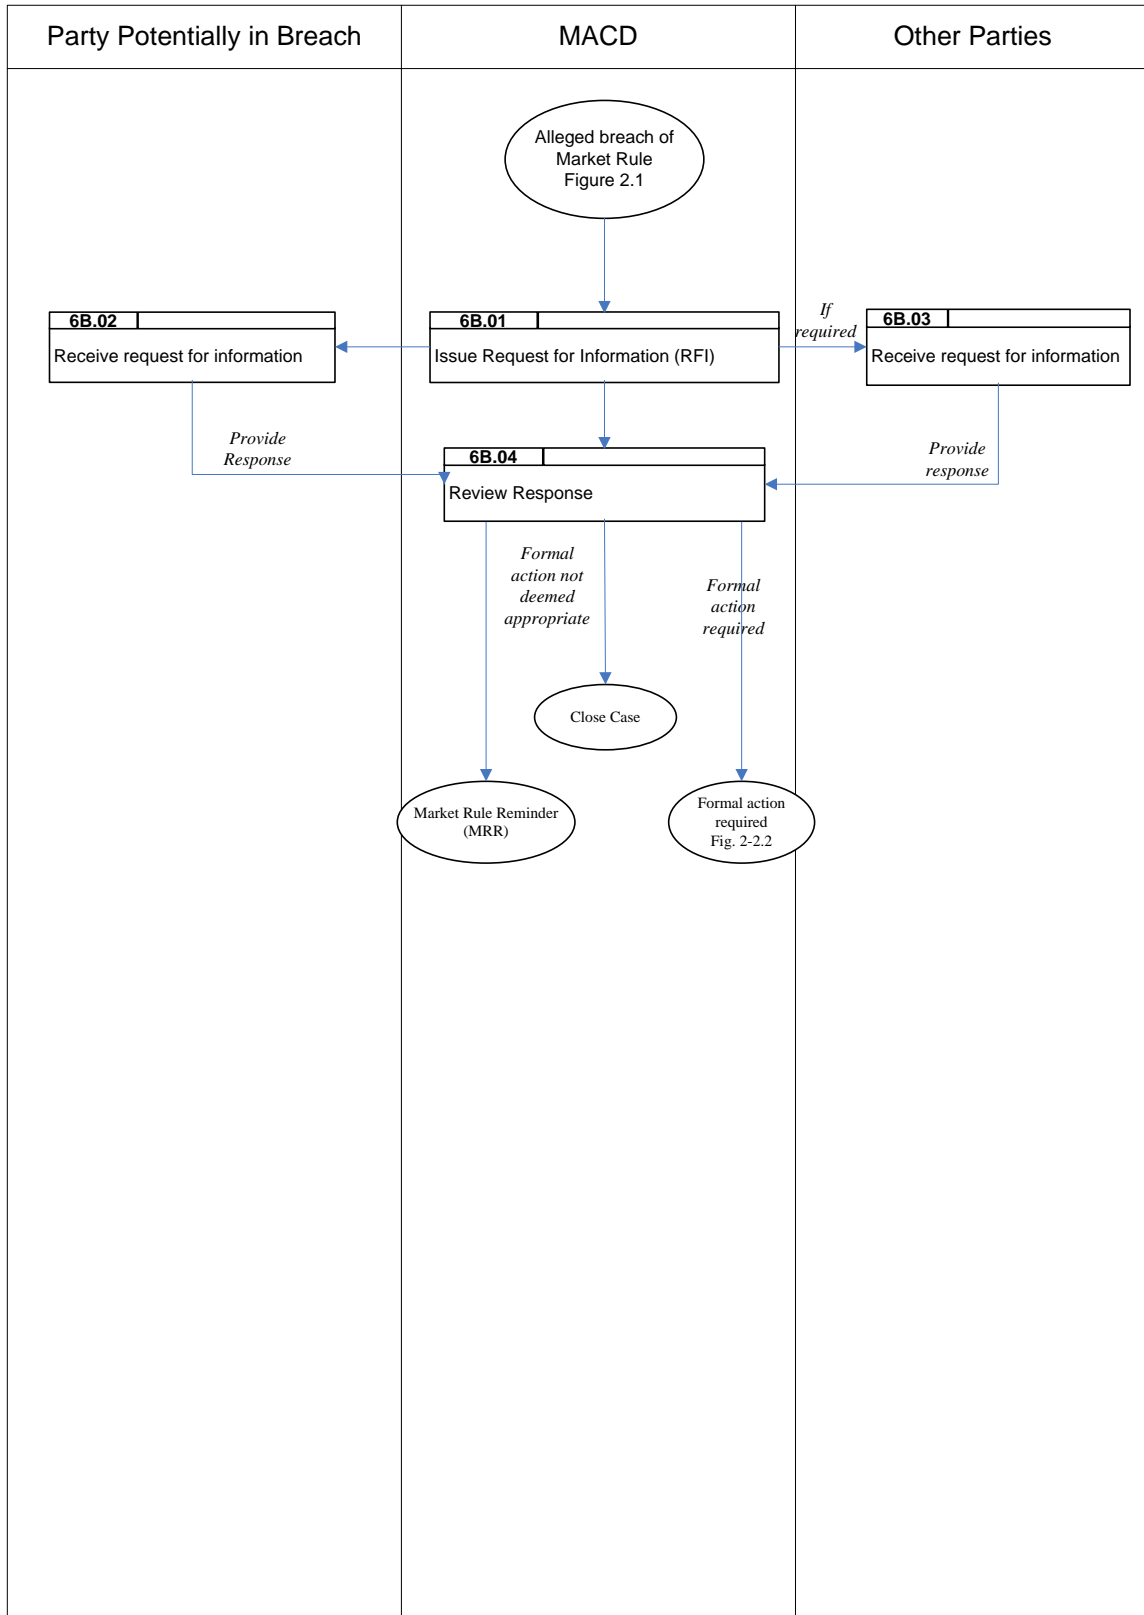 Party Potentially in Breach
MACD
Other Parties
Alleged breach of
Market Rule
Figure 2.1
6B.02
Receive request for information
6B.01
Issue Request for Information (RFI)
If
required
6B.03
Receive request for information
Provide
Response
6B.04
Review Response
Provide
response
Formal
action not
deemed
appropriate
Formal
action
required
Close Case
Market Rule Reminder
(MRR)
Formal action
required
Fig. 2-2.2